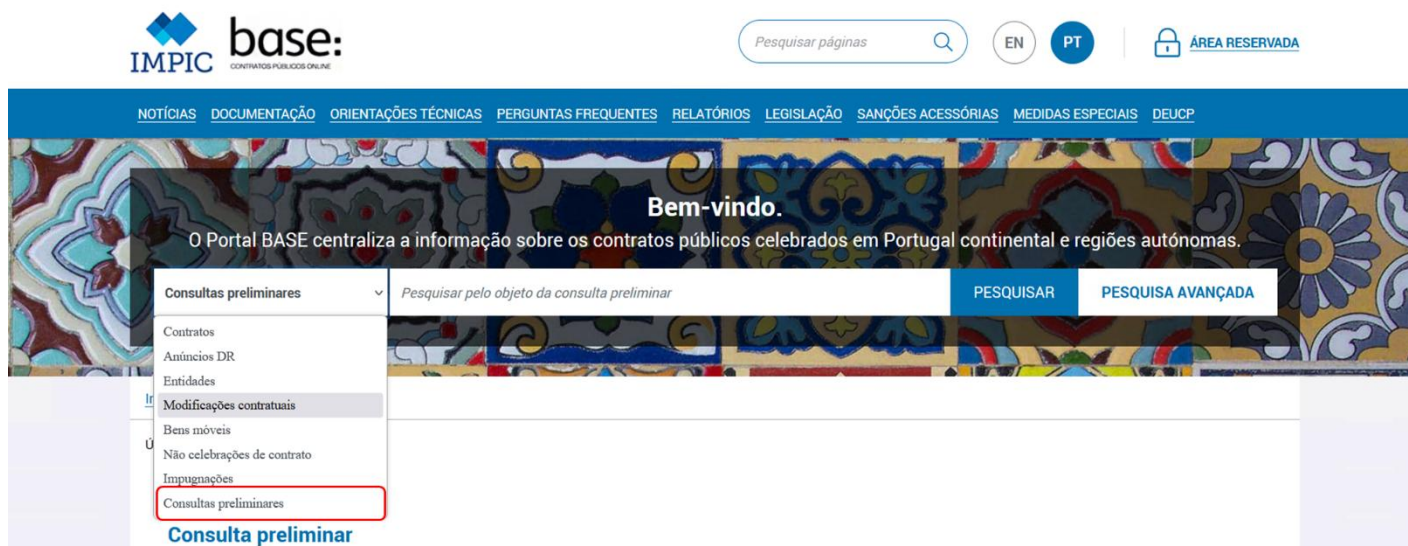 IMPIC
base:
CONTRATOS PÚBLICOS ONLINE
Pesquisar páginas
EN
PT
ÁREA RESERVADA
NOTÍCIAS DOCUMENTAÇÃO ORIENTAÇÕES TÉCNICAS PERGUNTAS FREQUENTES RELATÓRIOS LEGISLAÇÃO SANÇÕES ACESSÓRIAS MEDIDAS ESPECIAIS DEUCP
Bem-vindo.
O Portal BASE centraliza a informação sobre os contratos públicos celebrados em Portugal continental e regiões autónomas.
Consultas preliminares
Pesquisar pelo objeto da consulta preliminar
PESQUISAR
PESQUISA AVANÇADA
Contratos
Anúncios DR
Entidades
Modificações contratuais
Bens móveis
Não celebrações de contrato
Impugnações
Consultas preliminares
Consulta preliminar